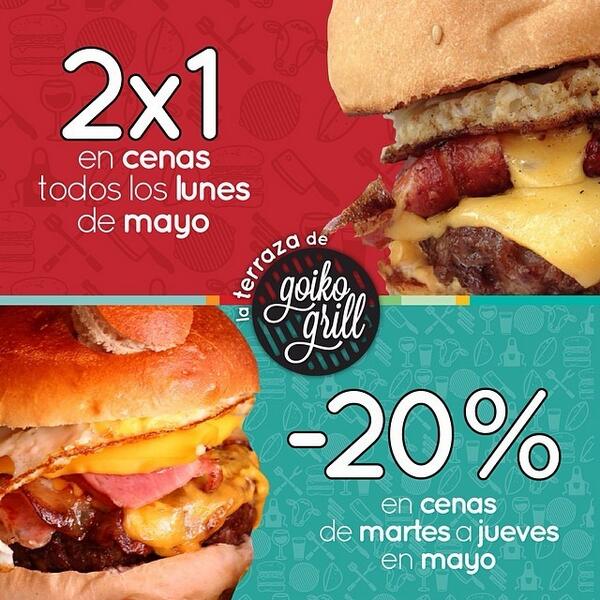 2x1
en cenas
todos los lunes
de mayo
la terraza de
goiko
grill
-20%
en cenas
de martes a jueves
en mayo